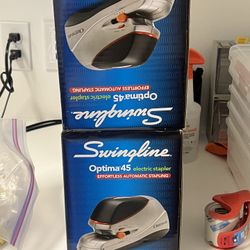 Swingline
Optima 45 electric stapler
EFFORTLESS AUTOMATIC STAPLING
Swingline
Optima 45 electric stapler
EFFORTLESS AUTOMATIC STAPLING